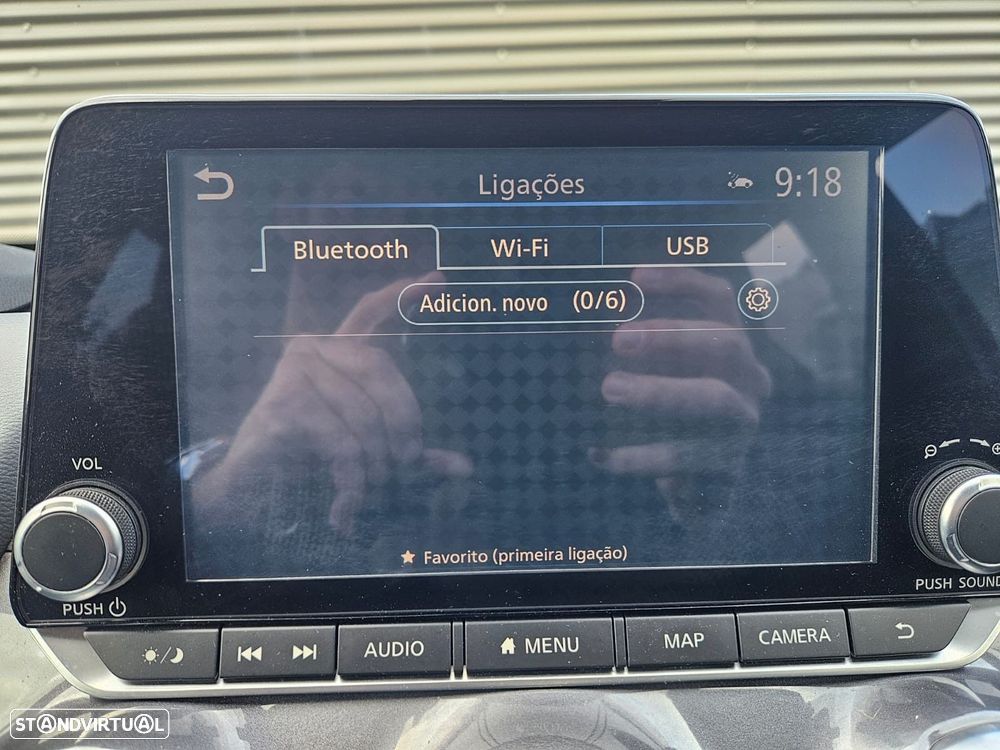 Ligações 9:18
Bluetooth Wi-Fi USB
Adicion. novo (0/6)
VOL
Favorito (primeira ligação)
PUSH
PUSH SOUND
AUDIO MENU MAP CAMERA
STANDVIRTUAL